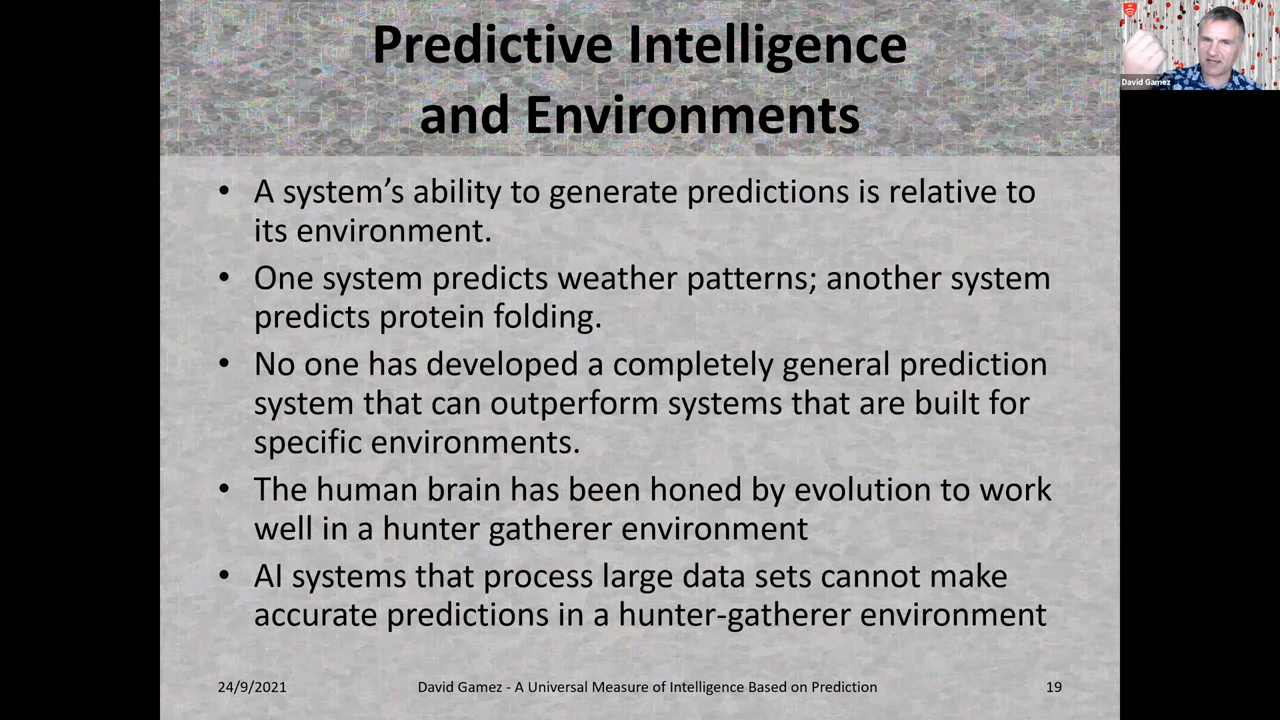 Predictive Intelligence
and Environments
David Gamez
• A system’s ability to generate predictions is relative to
its environment.
• One system predicts weather patterns; another system
predicts protein folding.
• No one has developed a completely general prediction
system that can outperform systems that are built for
specific environments.
• The human brain has been honed by evolution to work
well in a hunter gatherer environment
• AI systems that process large data sets cannot make
accurate predictions in a hunter-gatherer environment
24/9/2021
David Gamez - A Universal Measure of Intelligence Based on Prediction
19